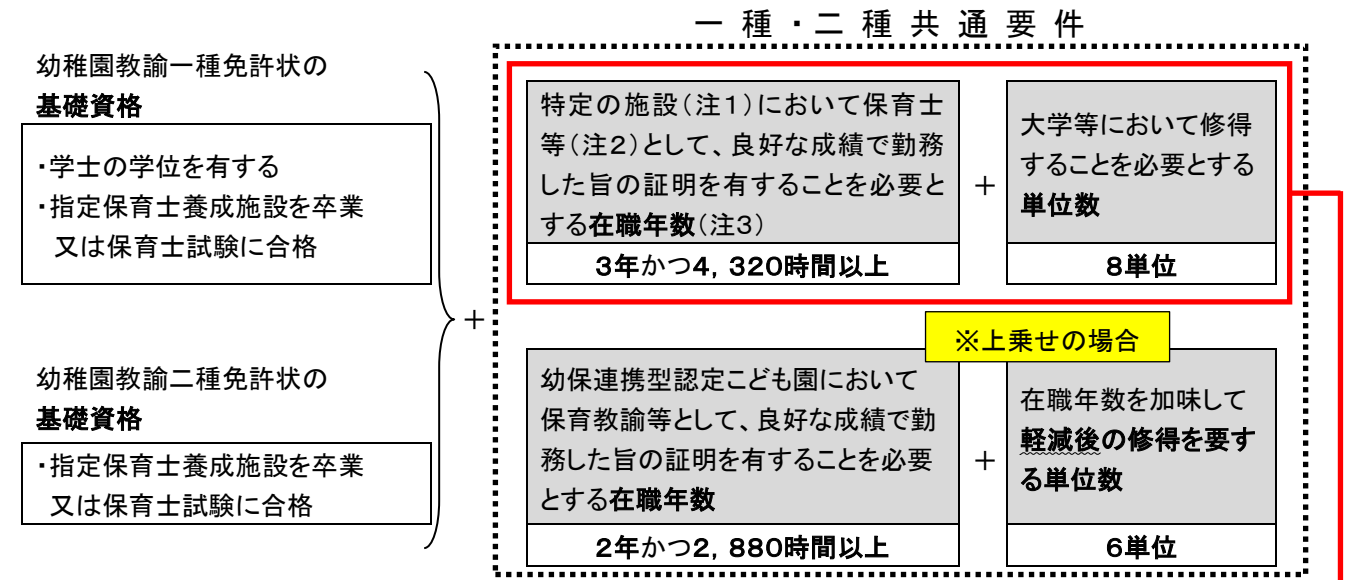 一種・二種共通要件
幼稚園教諭一種免許状の
基礎資格
・学士の学位を有する
・指定保育士養成施設を卒業
又は保育士試験に合格
幼稚園教諭二種免許状の
基礎資格
・指定保育士養成施設を卒業
又は保育士試験に合格
+
特定の施設(注1)において保育士
等(注2)として、良好な成績で勤務
した旨の証明を有することを必要と
する在職年数(注3)
3年かつ4,320時間以上
+
大学等において修得
することを必要とする
単位数
8単位
※上乗せの場合
幼保連携型認定こども園において
保育教諭等として、良好な成績で勤
務した旨の証明を有することを必要
とする在職年数
2年かつ2,880時間以上
+
在職年数を加味して
軽減後の修得を要す
る単位数
6単位